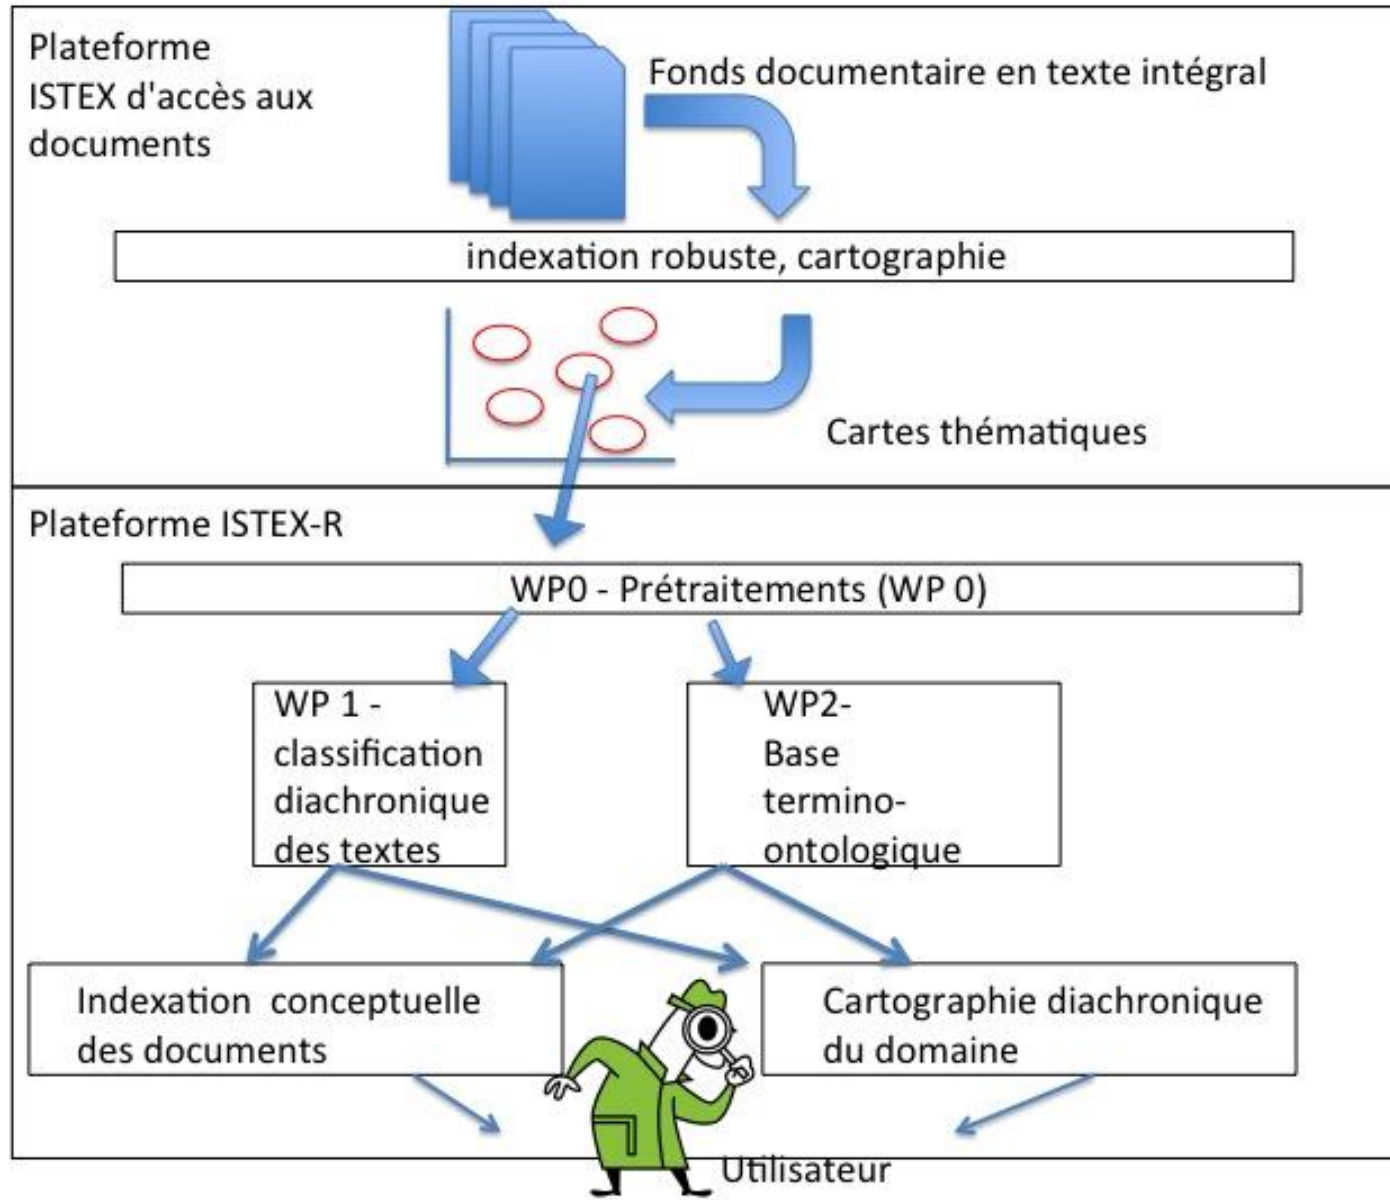 Plateforme
ISTEX d'accès aux
documents
Fonds documentaire en texte intégral
indexation robuste, cartographie
Cartes thématiques
Plateforme ISTEX-R
WP0 - Prétraitements (WP 0)
WP 1 -
classification
diachronique
des textes
WP2-
Base
termino-
ontologique
Indexation conceptuelle
des documents
Cartographie diachronique
du domaine
Utilisateur